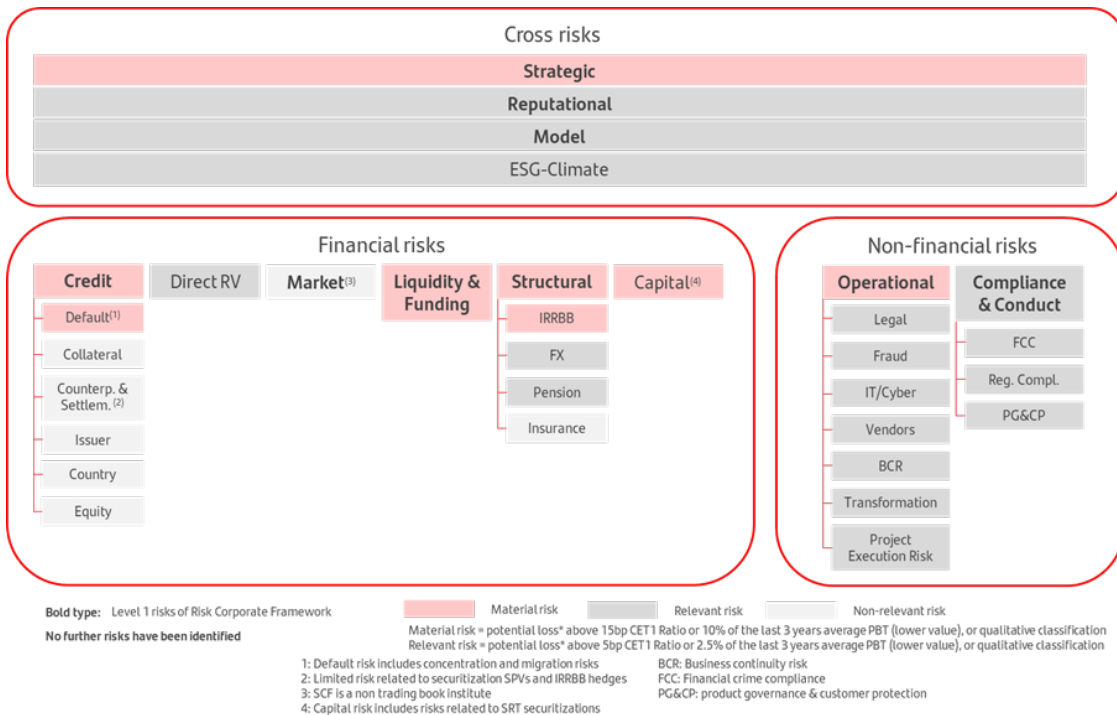 Cross risks
Strategic
Reputational
Model
ESG-Climate
Financial risks
Credit
Direct RV
Market(3)
Liquidity &
Funding
Structural
Capital(4)
Default(1)
Collateral
Counterp. &
Settlem. (2)
Issuer
Country
Equity
IRRBB
FX
Pension
Insurance
Non-financial risks
Operational
Compliance
& Conduct
Legal
Fraud
IT/Cyber
Vendors
BCR
Transformation
Project
Execution Risk
FCC
Reg. Compl.
PG&CP
Bold type: Level 1 risks of Risk Corporate Framework
Material risk
Relevant risk
Non-relevant risk
No further risks have been identified
Material risk = potential loss* above 15bp CET1 Ratio or 10% of the last 3 years average PBT (lower value), or qualitative classification
Relevant risk = potential loss* above 5bp CET1 Ratio or 2.5% of the last 3 years average PBT (lower value), or qualitative classification
1: Default risk includes concentration and migration risks
2: Limited risk related to securitization SPVs and IRRBB hedges
3: SCF is a non trading book institute
4: Capital risk includes risks related to SRT securitizations
BCR: Business continuity risk
FCC: Financial crime compliance
PG&CP: product governance & customer protection